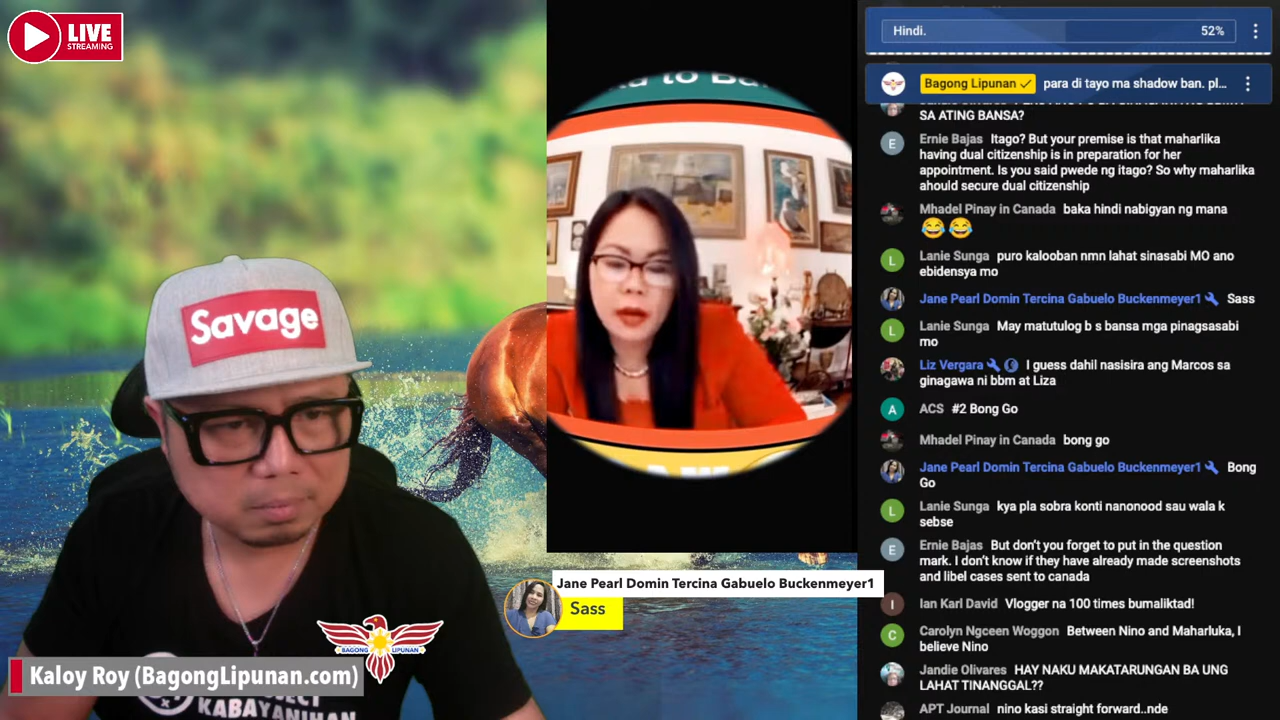 LIVE
STREAMING
Savage
BAGONG LIPUNAN
Kaloy Roy (BagongLipunan.com)
KABAYANIHAN
to Ba
Jane Pearl Domin Tercina Gabuelo Buckenmeyer1
Sass
Hindi. 52%
Bagong Lipunan para di tayo ma shadow ban. pl...
SA ATING BANSA?
Ernie Bajas Itago? But your premise is that maharlika
having dual citizenship is in preparation for her
appointment. Is you said pwede ng itago? So why maharlika
ahould secure dual citizenship
Mhadel Pinay in Canada baka hindi nabigyan ng mana
Lanie Sunga puro kalooban nmn lahat sinasabi MO ano
ebidensya mo
Jane Pearl Domin Tercina Gabuelo Buckenmeyer1 Sass
Lanie Sunga May matutulog b s bansa mga pinagsasabi
mo
Liz Vergara I guess dahil nasisira ang Marcos sa
ginagawa ni bbm at Liza
ACS #2 Bong Go
Mhadel Pinay in Canada bong go
Jane Pearl Domin Tercina Gabuelo Buckenmeyer1 Bong
Go
Lanie Sunga kya pla sobra konti nanonood sau wala k
sebse
Ernie Bajas But don't you forget to put in the question
mark. I don't know if they have already made screenshots
and libel cases sent to canada
Ian Karl David Vlogger na 100 times bumaliktad!
Carolyn Ngceen Woggon Between Nino and Maharluka, I
believe Nino
Jandie Olivares HAY NAKU MAKATARUNGAN BA UNG
LAHAT TINANGGAL??
APT Journal nino kasi straight forward..nde